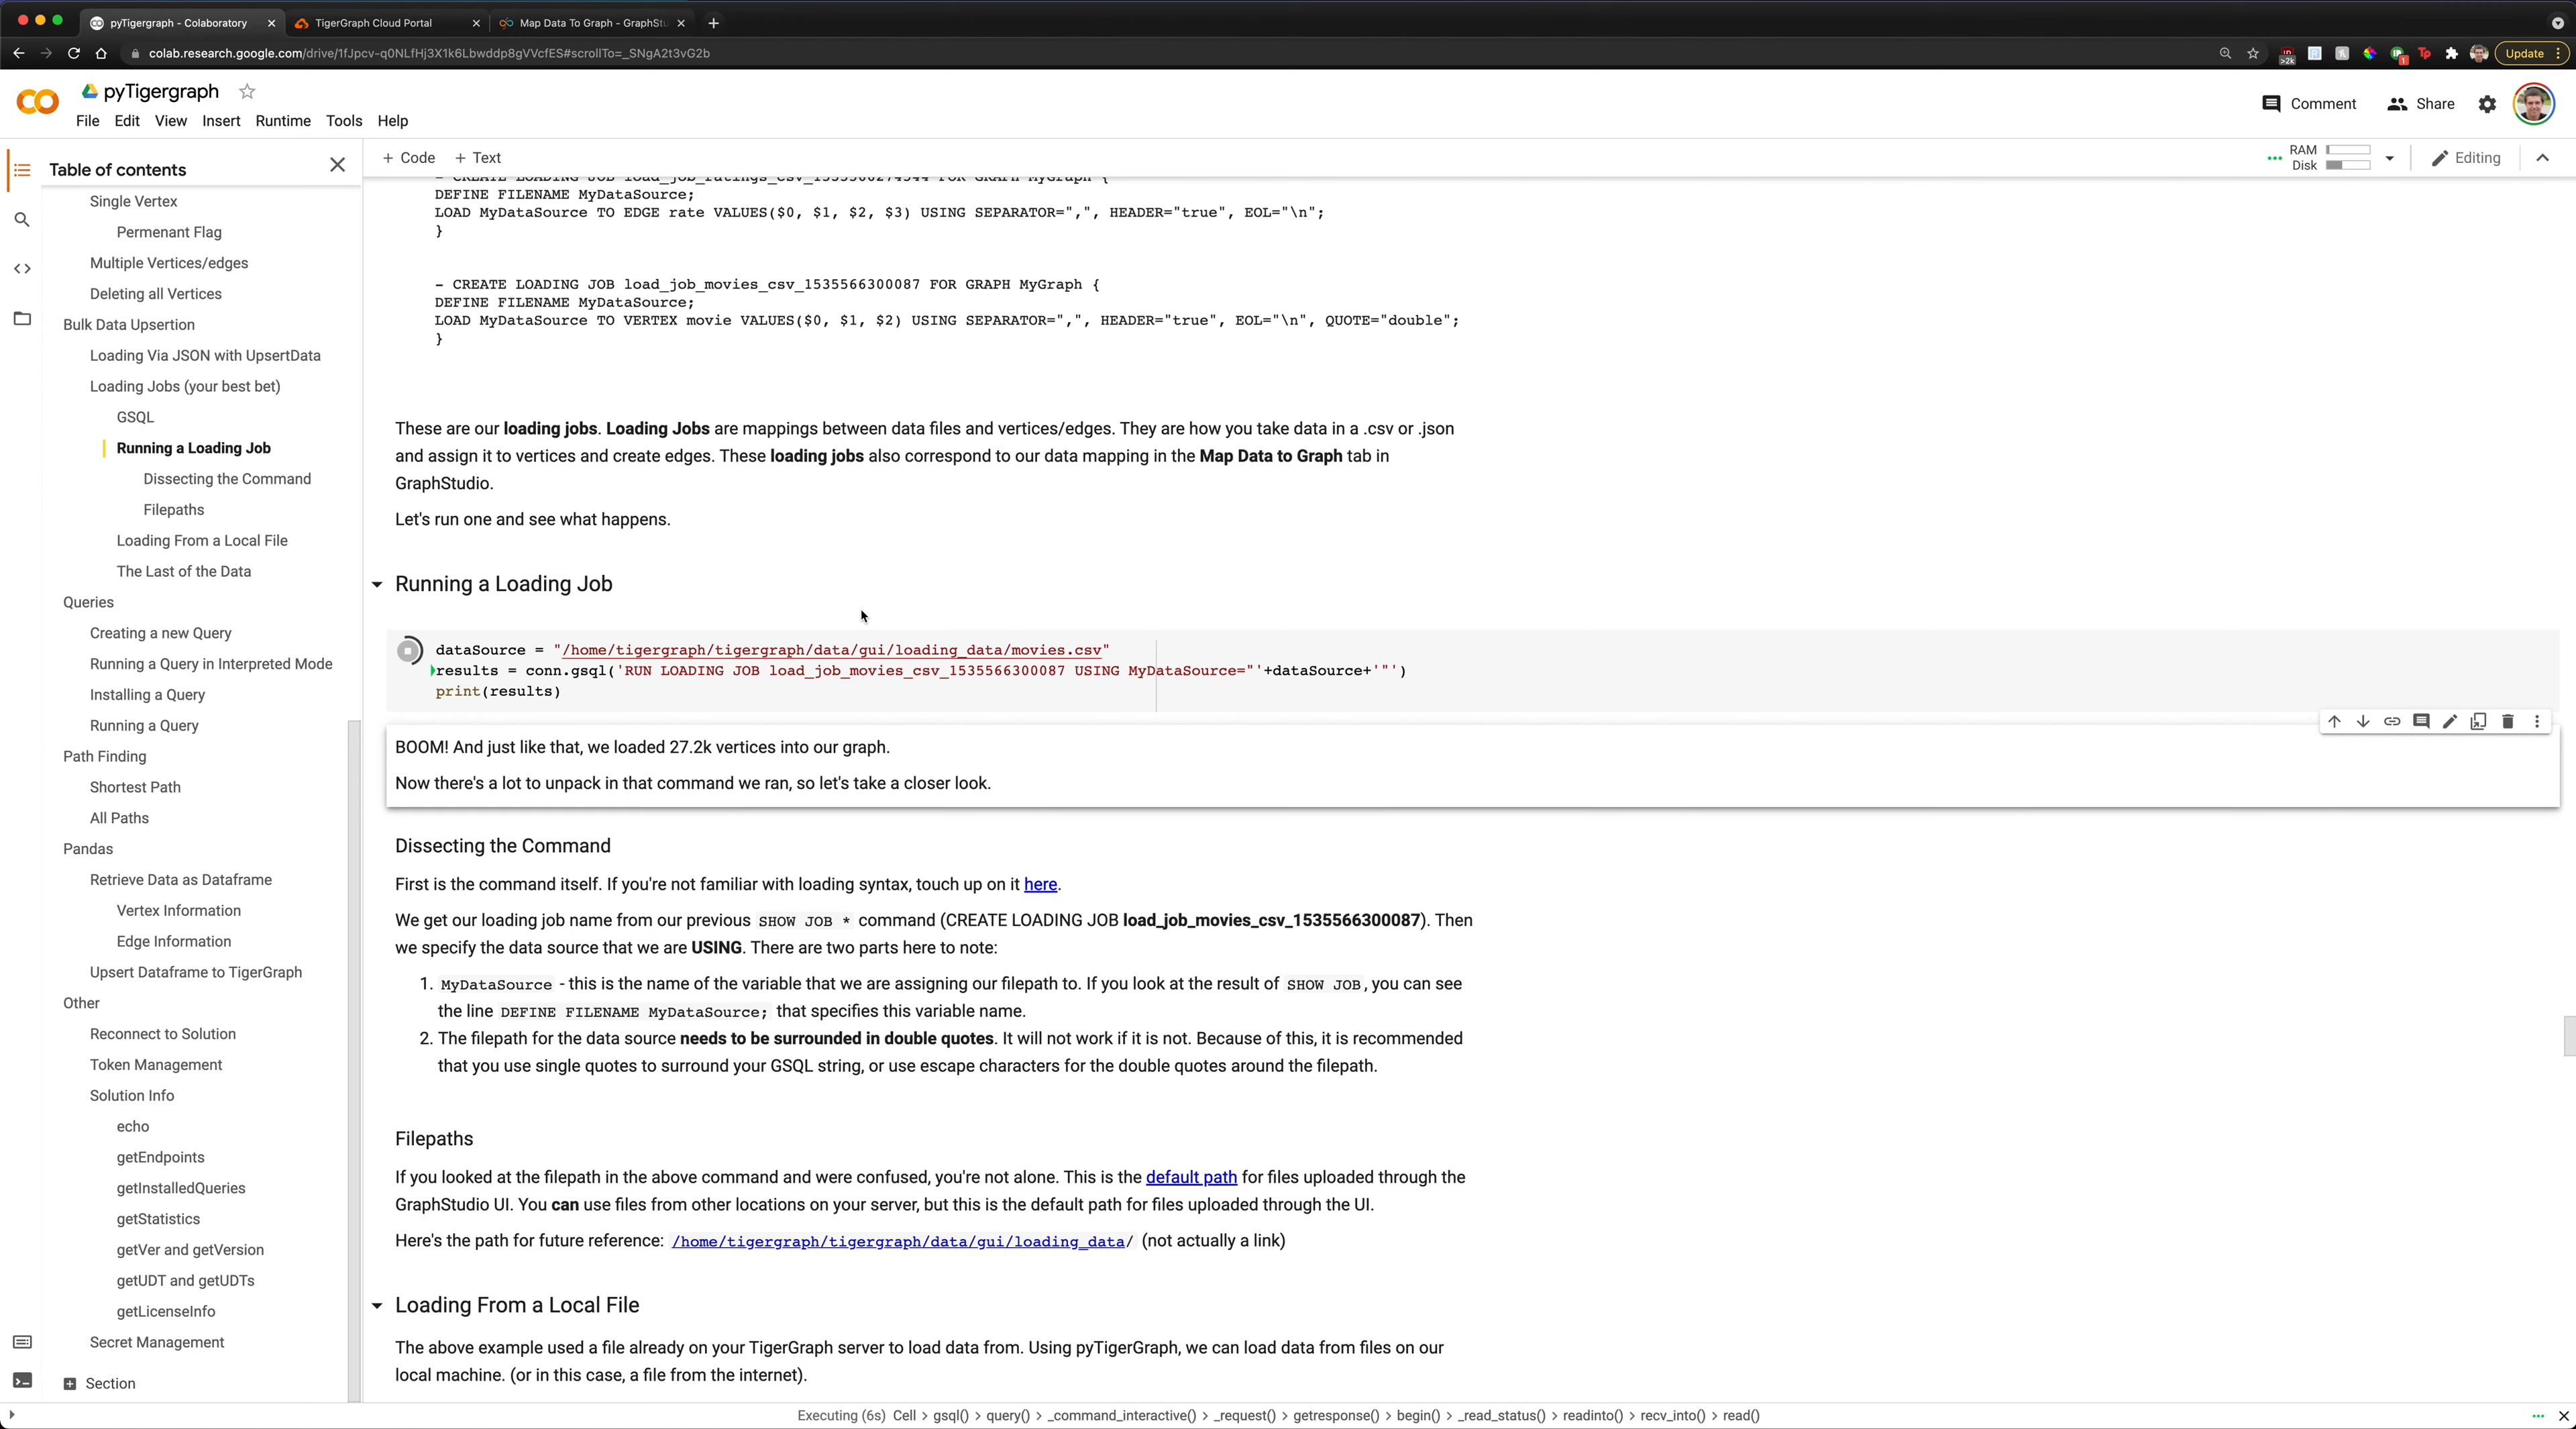 pyTigergraph - Colaboratory
TigerGraph Cloud Portal
Map Data To Graph - GraphStu
colab.research.google.com/drive/1fJpcv-q0NLfHj3X1k6Lbwddp8gVVcfES#scrollTo=_SNgA2t3vG2b
>2k
1
Update
pyTigergraph
File Edit View Insert Runtime Tools Help
Comment
Share
Table of contents
+ Code + Text
RAM
Disk
Editing
Single Vertex
Permenant Flag
Multiple Vertices/edges
Deleting all Vertices
Bulk Data Upsertion
Loading Via JSON with UpsertData
Loading Jobs (your best bet)
GSQL
Running a Loading Job
Dissecting the Command
Filepaths
Loading From a Local File
The Last of the Data
Queries
Creating a new Query
Running a Query in Interpreted Mode
Installing a Query
Running a Query
Path Finding
Shortest Path
All Paths
Pandas
Retrieve Data as Dataframe
Vertex Information
Edge Information
Upsert Dataframe to TigerGraph
Other
Reconnect to Solution
Token Management
Solution Info
echo
getEndpoints
getInstalledQueries
getStatistics
getVer and getVersion
getUDT and getUDTs
getLicenseInfo
Secret Management
Section
- CREATE LOADING JOB load_job_ratings_csv_1535566274544 FOR GRAPH MyGraph {
DEFINE FILENAME MyDataSource;
LOAD MyDataSource TO EDGE rate VALUES($0, $1, $2, $3) USING SEPARATOR=",", HEADER="true", EOL="\n";
}
- CREATE LOADING JOB load_job_movies_csv_1535566300087 FOR GRAPH MyGraph {
DEFINE FILENAME MyDataSource;
LOAD MyDataSource TO VERTEX movie VALUES($0, $1, $2) USING SEPARATOR=",", HEADER="true", EOL="\n", QUOTE="double";
}
These are our loading jobs. Loading Jobs are mappings between data files and vertices/edges. They are how you take data in a .csv or .json
and assign it to vertices and create edges. These loading jobs also correspond to our data mapping in the Map Data to Graph tab in
GraphStudio.
Let's run one and see what happens.
Running a Loading Job
dataSource = "/home/tigergraph/tigergraph/data/gui/loading_data/movies.csv"
results = conn.gsql('RUN LOADING JOB load_job_movies_csv_1535566300087 USING MyDataSource="'+dataSource+'"')
print(results)
BOOM! And just like that, we loaded 27.2k vertices into our graph.
Now there's a lot to unpack in that command we ran, so let's take a closer look.
Dissecting the Command
First is the command itself. If you're not familiar with loading syntax, touch up on it here.
We get our loading job name from our previous SHOW JOB * command (CREATE LOADING JOB load_job_movies_csv_1535566300087). Then
we specify the data source that we are USING. There are two parts here to note:
1. MyDataSource - this is the name of the variable that we are assigning our filepath to. If you look at the result of SHOW JOB, you can see
the line DEFINE FILENAME MyDataSource; that specifies this variable name.
2. The filepath for the data source needs to be surrounded in double quotes. It will not work if it is not. Because of this, it is recommended
that you use single quotes to surround your GSQL string, or use escape characters for the double quotes around the filepath.
Filepaths
If you looked at the filepath in the above command and were confused, you're not alone. This is the default path for files uploaded through the
GraphStudio UI. You can use files from other locations on your server, but this is the default path for files uploaded through the UI.
Here's the path for future reference: /home/tigergraph/tigergraph/data/gui/loading_data/ (not actually a link)
Loading From a Local File
The above example used a file already on your TigerGraph server to load data from. Using pyTigerGraph, we can load data from files on our
local machine. (or in this case, a file from the internet).
Executing (6s) Cell > gsql() > query() > _command_interactive() > _request() > getresponse() > begin() > _read_status() > readinto() > recv_into() > read()